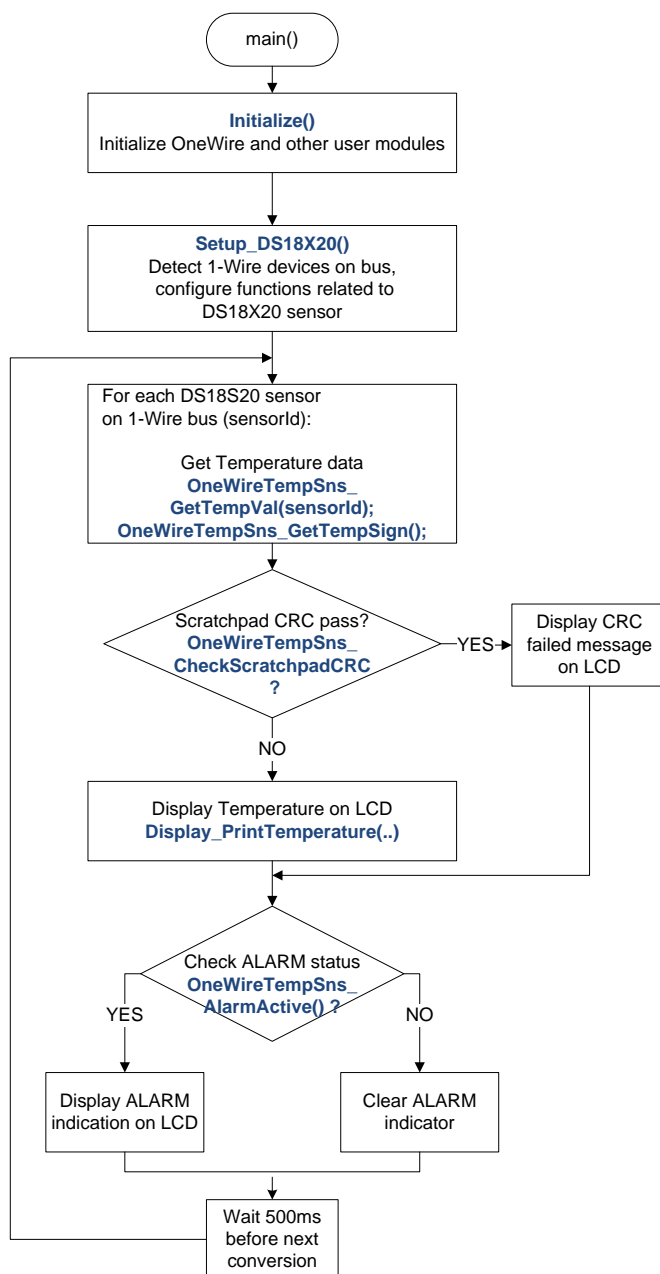 main()
Initialize()
Initialize OneWire and other user modules
Setup_DS18X20()
Detect 1-Wire devices on bus,
configure functions related to
DS18X20 sensor
For each DS18S20 sensor
on 1-Wire bus (sensorId):
Get Temperature data
OneWireTempSns_
GetTempVal(sensorId);
OneWireTempSns_GetTempSign();
Scratchpad CRC pass?
OneWireTempSns_
CheckScratchpadCRC
?
YES
Display CRC
failed message
on LCD
NO
Display Temperature on LCD
Display_PrintTemperature(..)
Check ALARM status
OneWireTempSns_
AlarmActive() ?
YES
NO
Display ALARM
indication on LCD
Clear ALARM
indicator
Wait 500ms
before next
conversion